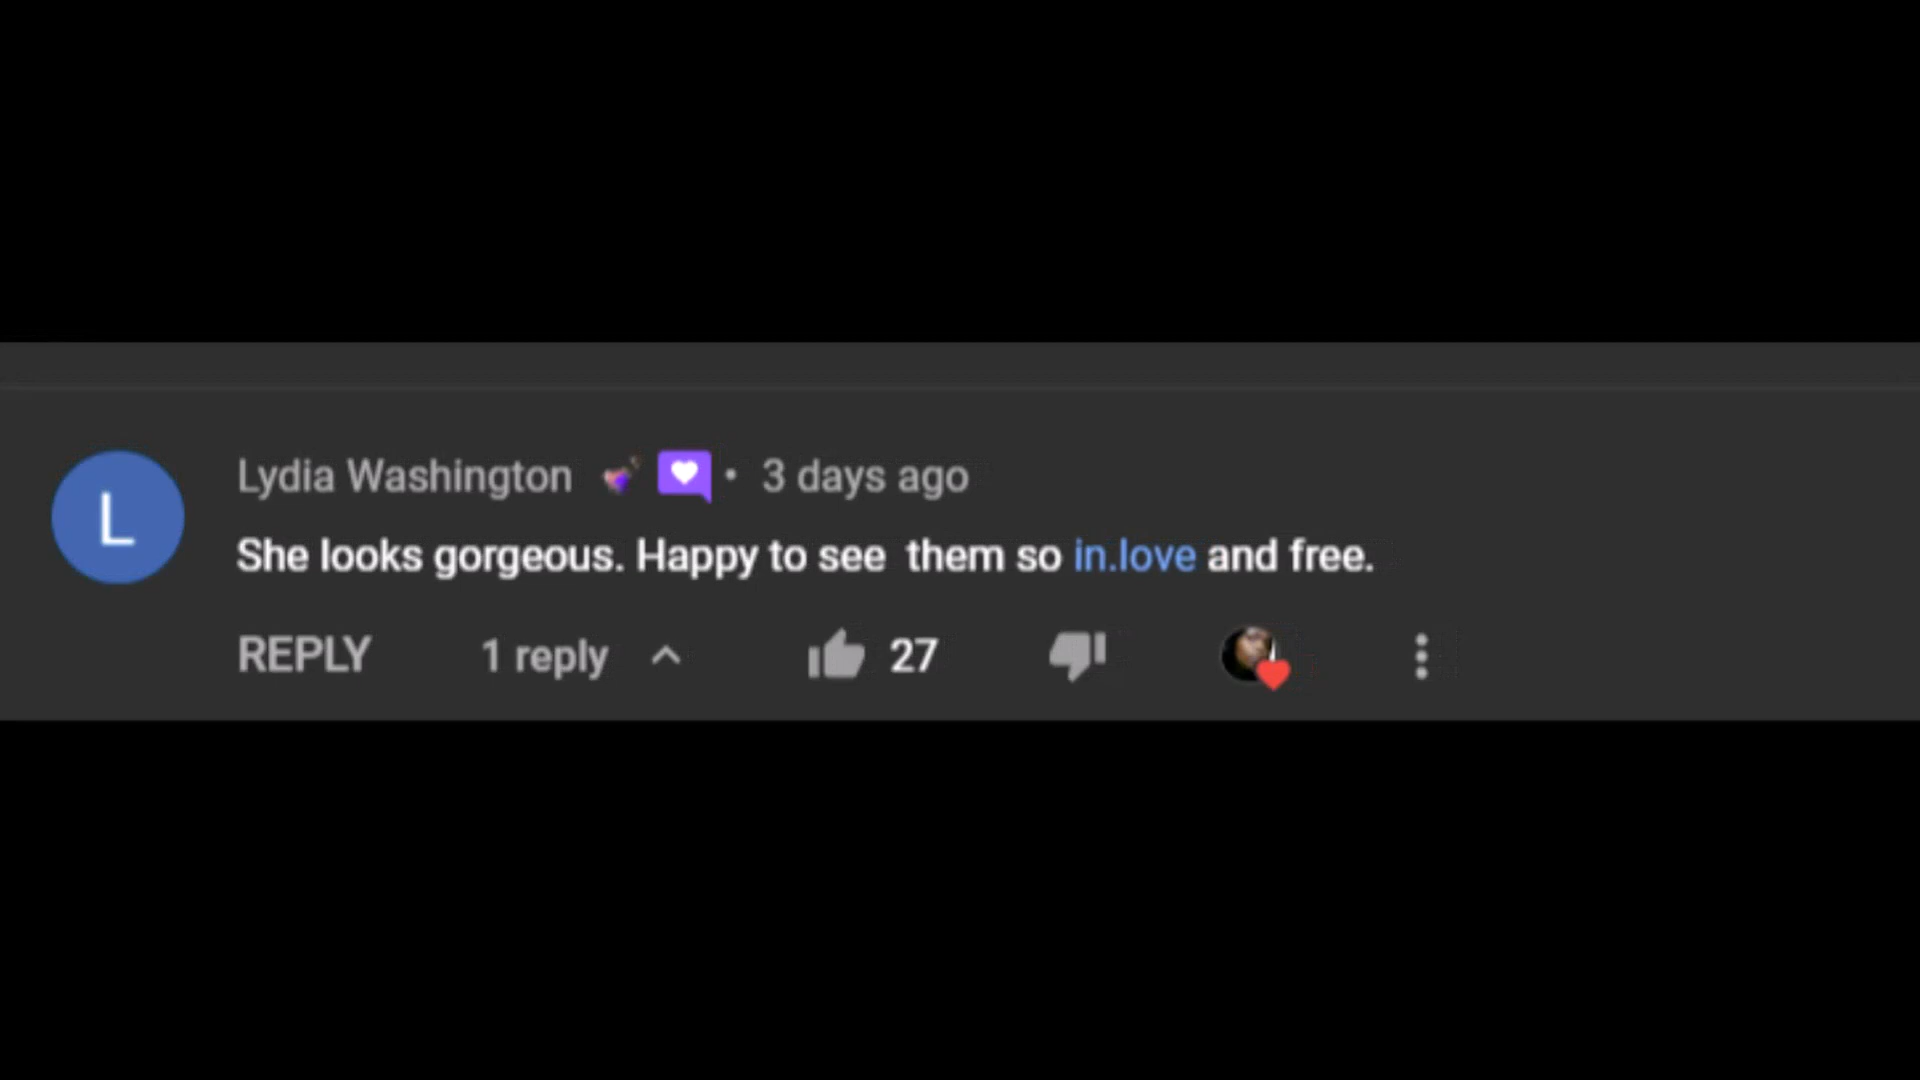 L
Lydia Washington • 3 days ago
She looks gorgeous. Happy to see  them so in.love and free.
REPLY 1 reply 27